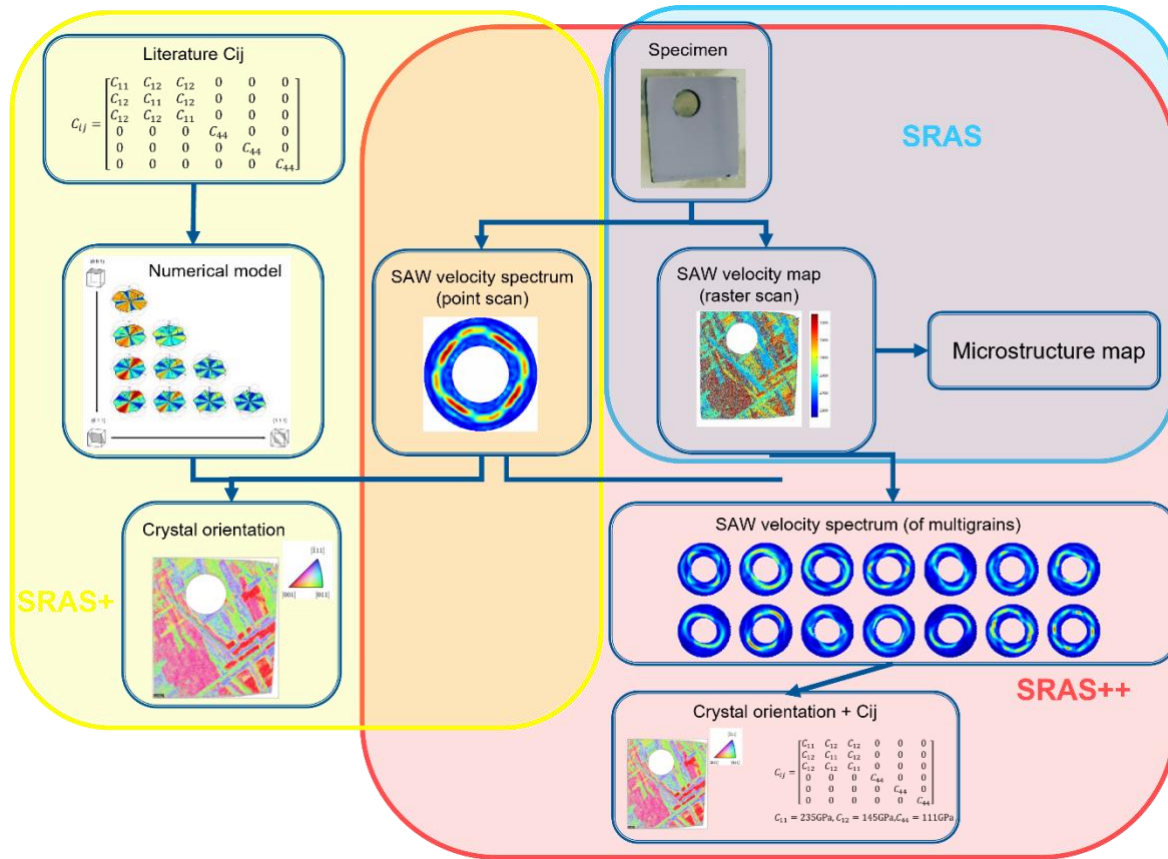 Literature Cij
C₁₁ C₁₂ C₁₂ 0 0 0
C₁₂ C₁₁ C₁₂ 0 0 0
C₁₂ C₁₂ C₁₁ 0 0 0
Cᵢⱼ = 0 0 0 C₄₄ 0 0
0 0 0 0 C₄₄ 0
0 0 0 0 0 C₄₄
Specimen
SRAS
Numerical model
SAW velocity spectrum
(point scan)
SAW velocity map
(raster scan)
Microstructure map
Crystal orientation
[001]
[011]
SRAS+
SAW velocity spectrum (of multigrains)
SRAS++
Crystal orientation + Cij
C₁₁ C₁₂ C₁₂ 0 0 0
C₁₂ C₁₁ C₁₂ 0 0 0
C₁₂ C₁₂ C₁₁ 0 0 0
Cᵢⱼ = 0 0 0 C₄₄ 0 0
0 0 0 0 C₄₄ 0
0 0 0 0 0 C₄₄
C₁₁ = 235GPa, C₁₂ = 145GPa, C₄₄ = 111GPa